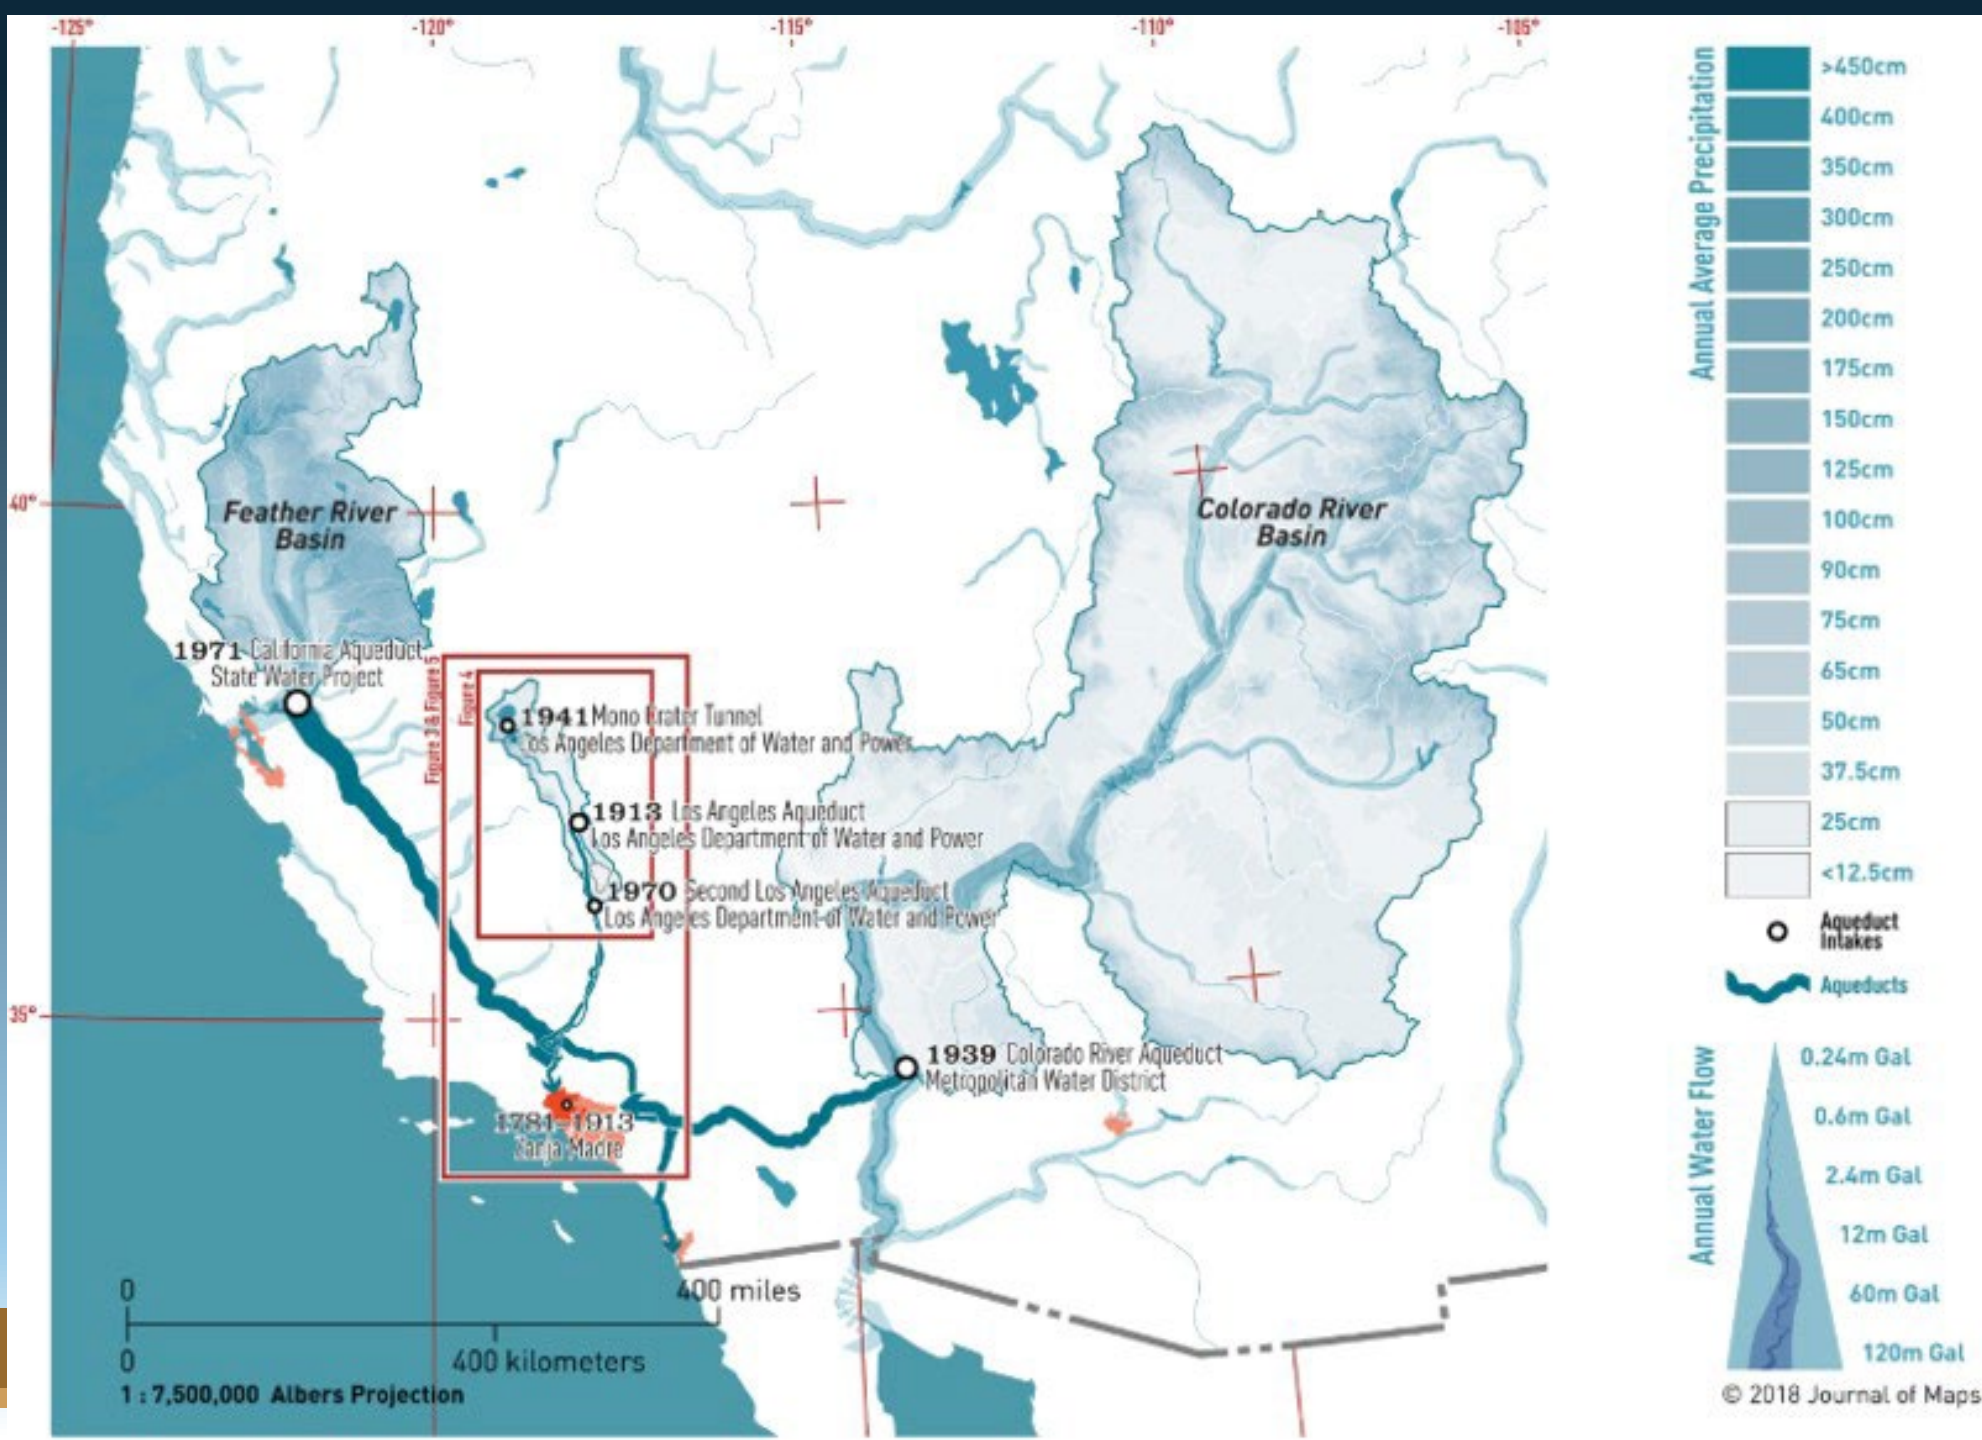 -125°
-120°
-115°
-110°
-105°
40°
35°
Feather River
Basin
Colorado River
Basin
1971 California Aqueduct
State Water Project
Figure 3 & Figure 5
Figure 4
1941 Mono Crater Tunnel
Los Angeles Department of Water and Power
1913 Los Angeles Aqueduct
Los Angeles Department of Water and Power
1970 Second Los Angeles Aqueduct
Los Angeles Department of Water and Power
1939 Colorado River Aqueduct
Metropolitan Water District
1781-1913
Zanja Madre
0
400 miles
0
400 kilometers
1 : 7,500,000 Albers Projection
Annual Average Precipitation
>450cm
400cm
350cm
300cm
250cm
200cm
175cm
150cm
125cm
100cm
90cm
75cm
65cm
50cm
37.5cm
25cm
<12.5cm
Aqueduct
Intakes
Aqueducts
Annual Water Flow
0.24m Gal
0.6m Gal
2.4m Gal
12m Gal
60m Gal
120m Gal
© 2018 Journal of Maps